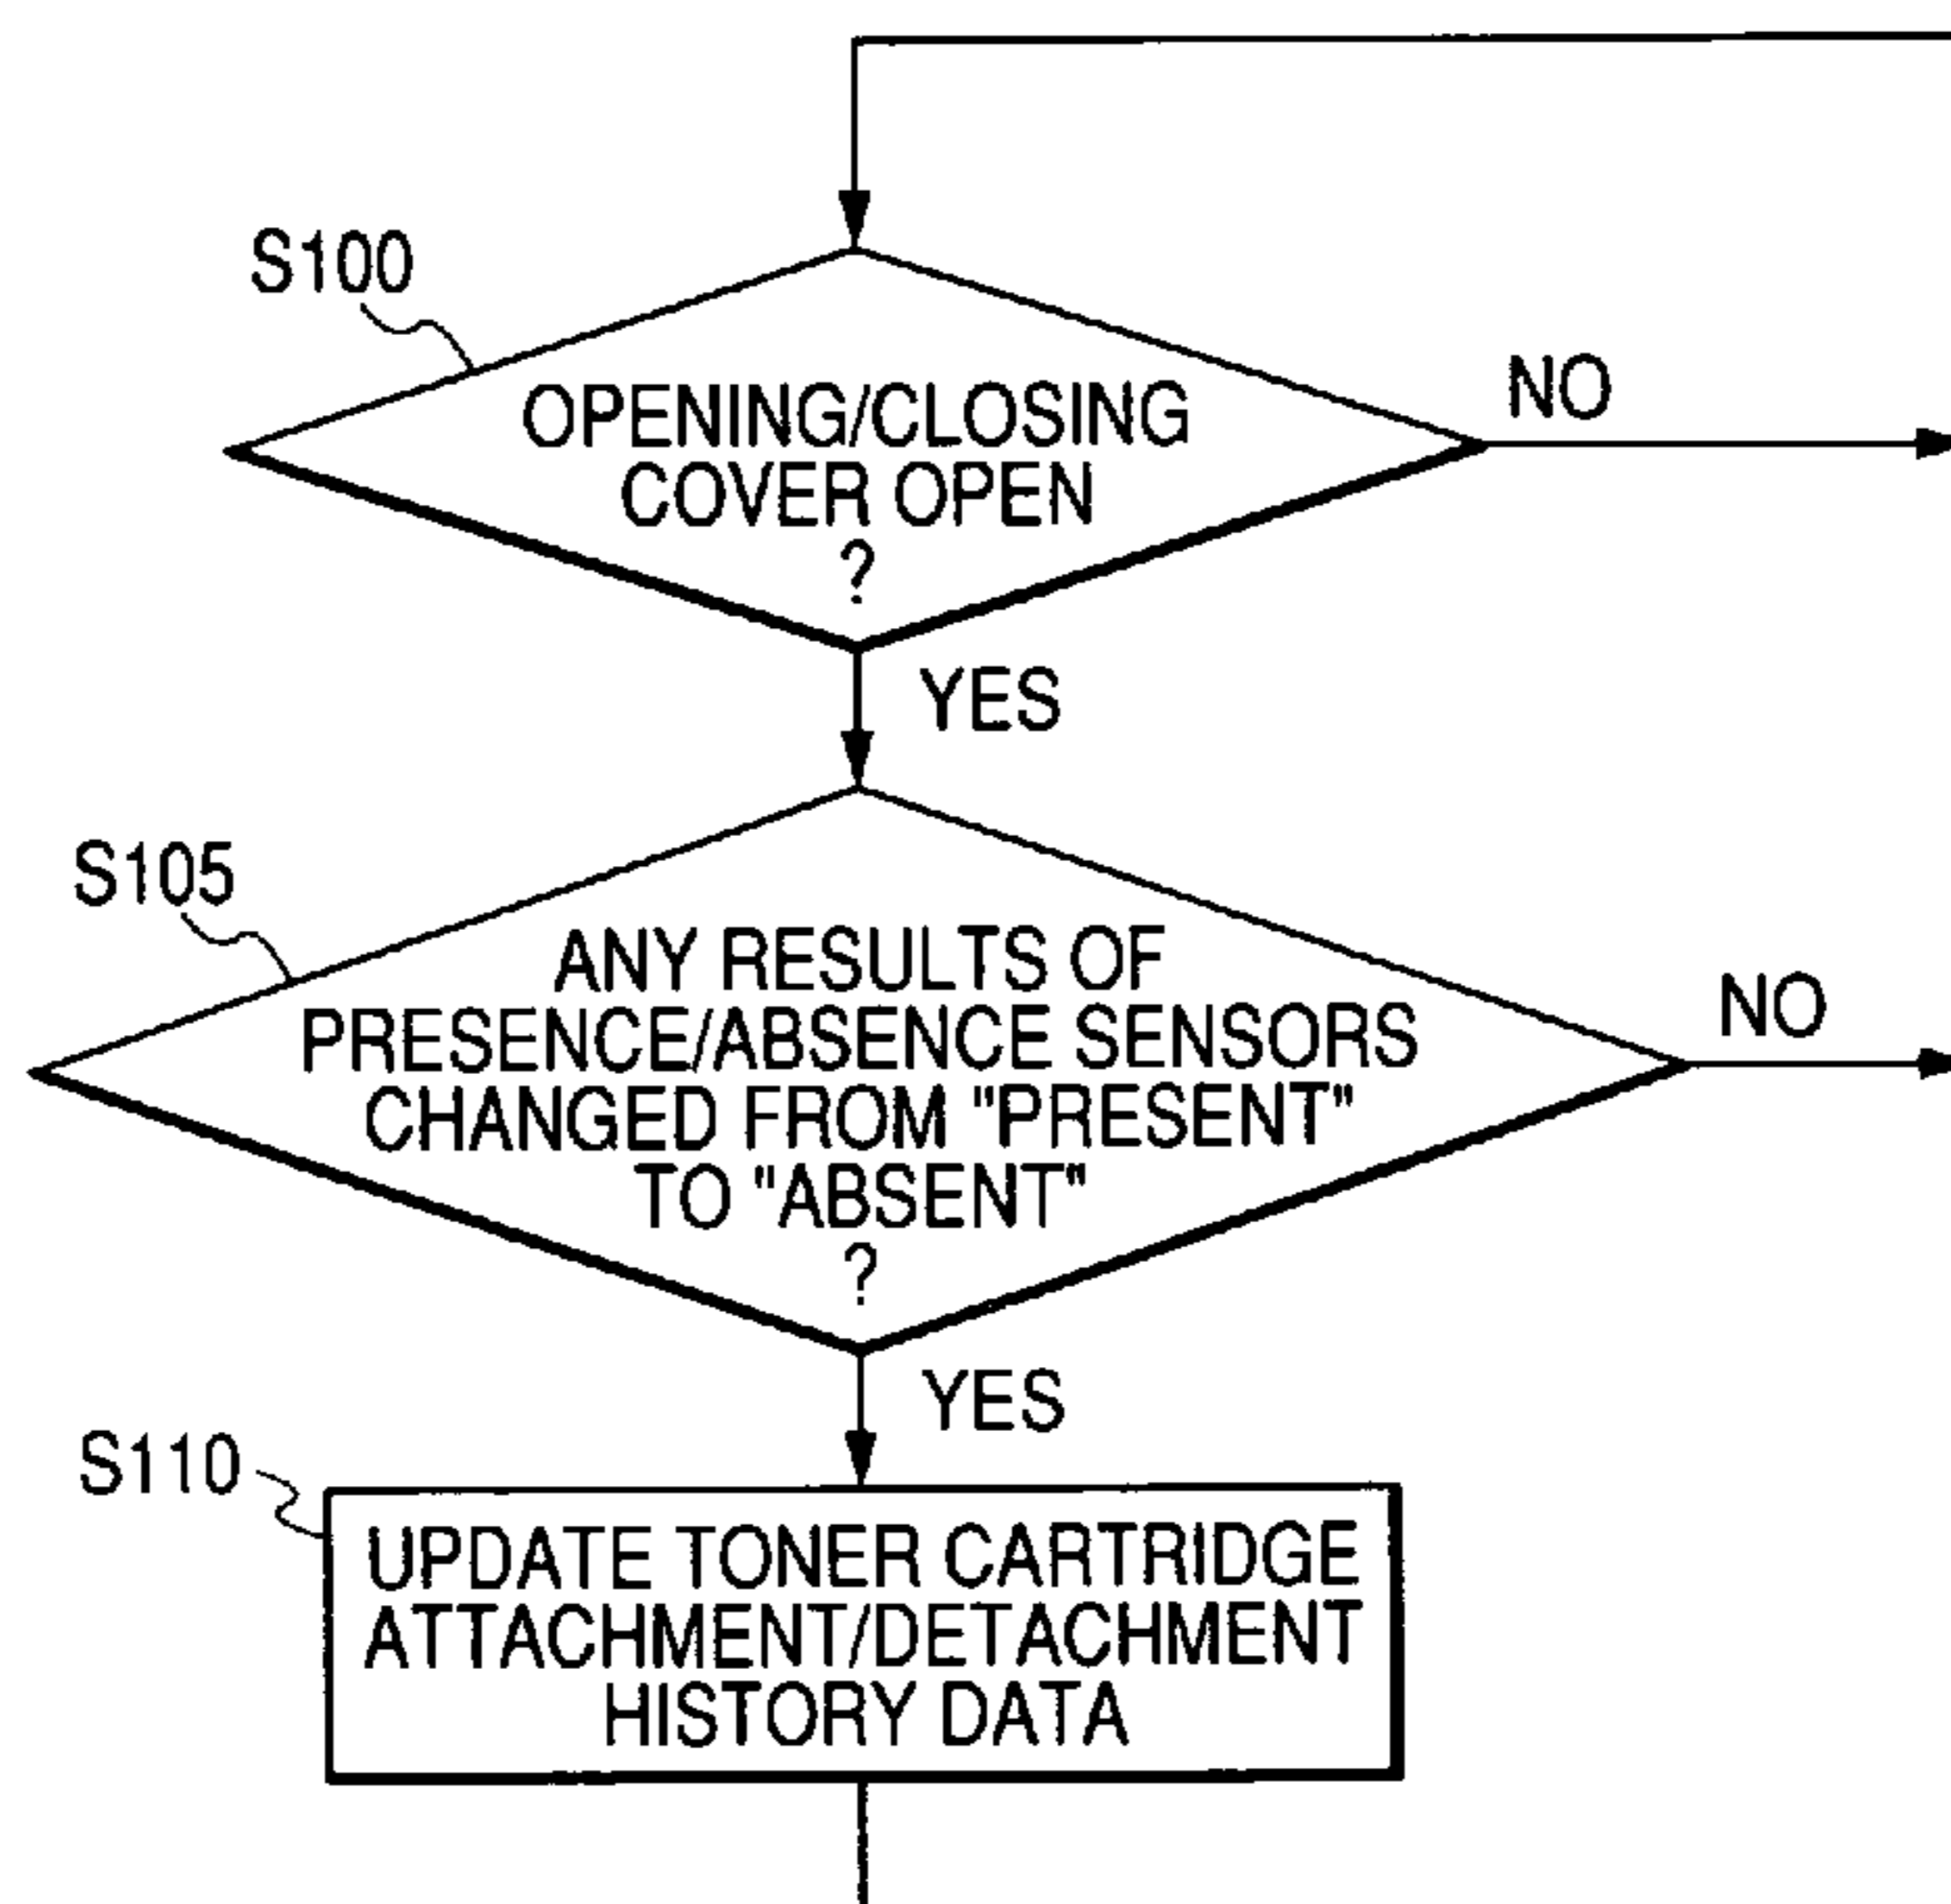 S100
OPENING/CLOSING
COVER OPEN
?
NO
YES
S105
ANY RESULTS OF
PRESENCE/ABSENCE SENSORS
CHANGED FROM "PRESENT"
TO "ABSENT"
?
NO
YES
S110
UPDATE TONER CARTRIDGE
ATTACHMENT/DETACHMENT
HISTORY DATA